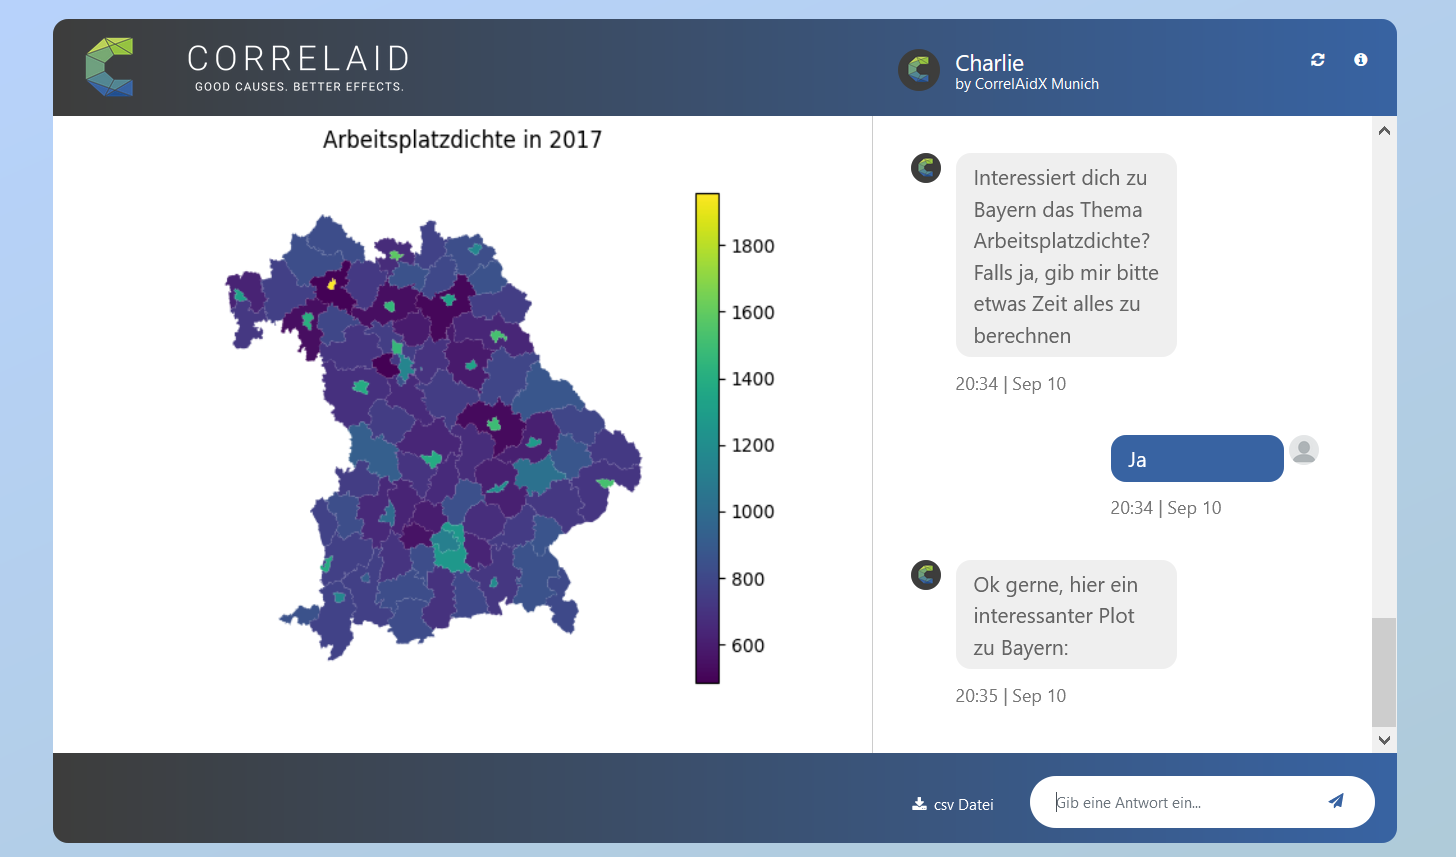 CORRELAID
GOOD CAUSES. BETTER EFFECTS.
Charlie
by CorrelAidX Munich
Arbeitsplatzdichte in 2017
1800
1600
1400
1200
1000
800
600
Interessiert dich zu
Bayern das Thema
Arbeitsplatzdichte?
Falls ja, gib mir bitte
etwas Zeit alles zu
berechnen
20:34 | Sep 10
Ja
20:34 | Sep 10
Ok gerne, hier ein
interessanter Plot
zu Bayern:
20:35 | Sep 10
csv Datei
Gib eine Antwort ein...